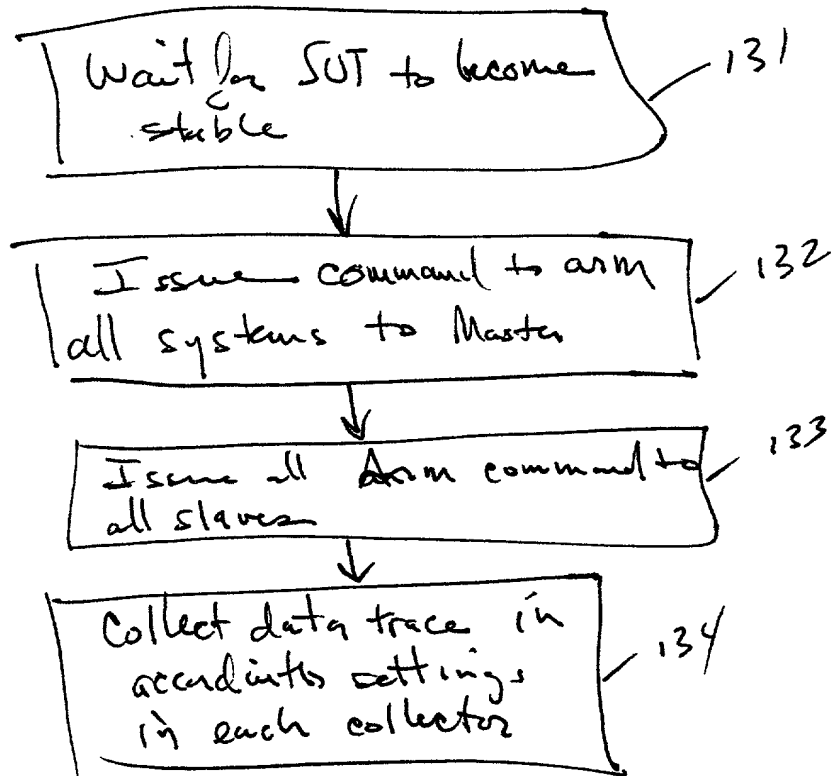 Wait for SUT to become
stable
131
Issue command to arm
all systems to Master
132
Issue all Arm command to
all slaves
133
Collect data trace in
settings
in each collector
134